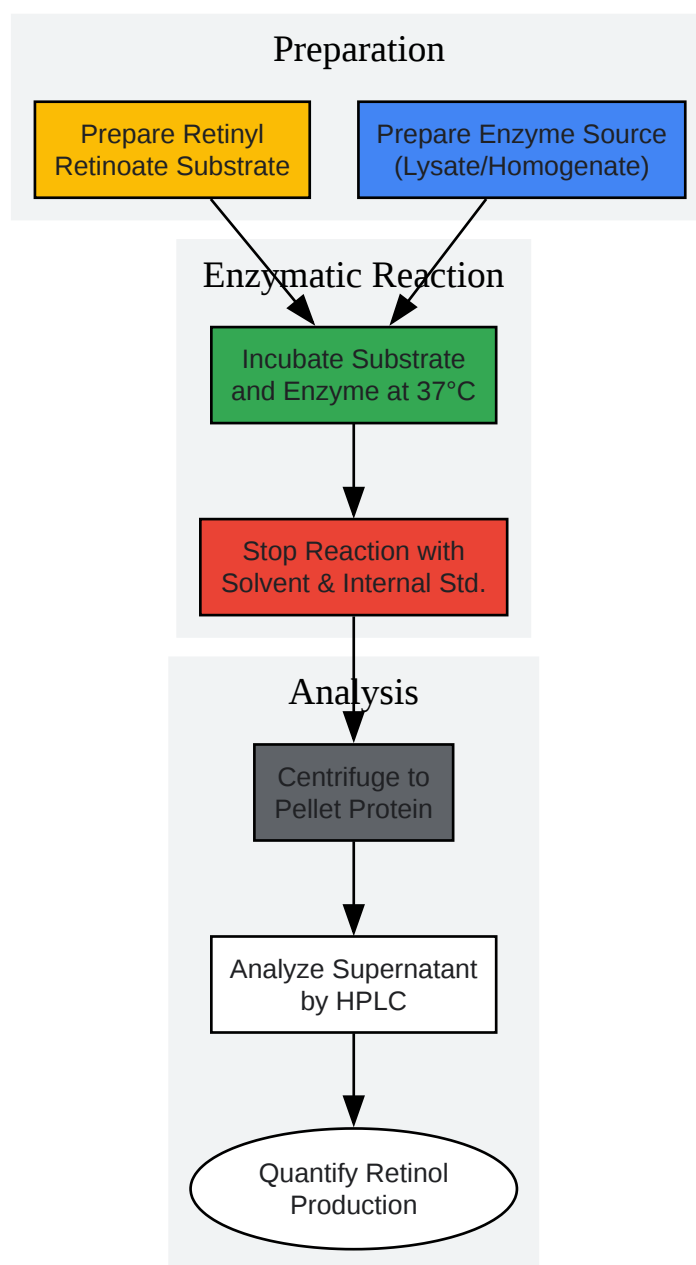 Preparation
Prepare Retinyl
Retinoate Substrate
Prepare Enzyme Source
(Lysate/Homogenate)
Enzymatic Reaction
Incubate Substrate
and Enzyme at 37°C
Stop Reaction with
Solvent & Internal Std.
Analysis
Centrifuge to
Pellet Protein
Analyze Supernatant
by HPLC
Quantify Retinol
Production